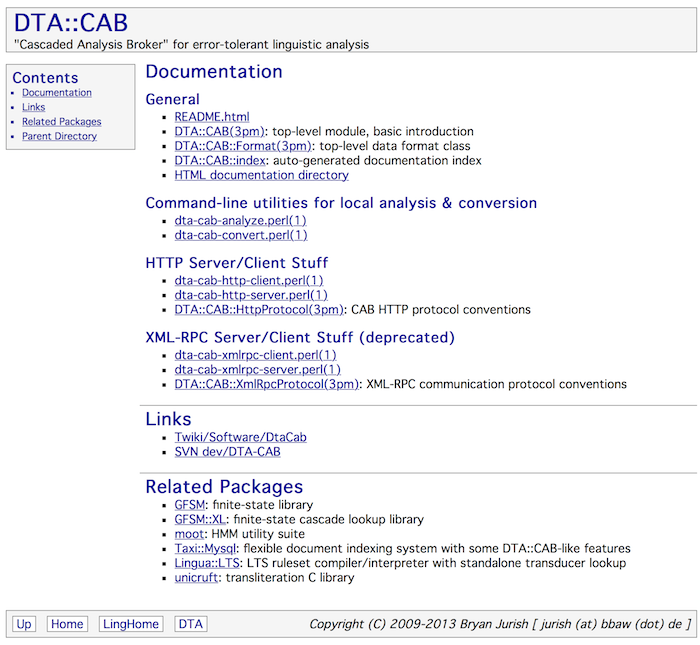 DTA::CAB
"Cascaded Analysis Broker" for error-tolerant linguistic analysis
Contents
Documentation
Links
Related Packages
Parent Directory
Documentation
General
README.html
DTA::CAB(3pm): top-level module, basic introduction
DTA::CAB::Format(3pm): top-level data format class
DTA::CAB::index: auto-generated documentation index
HTML documentation directory
Command-line utilities for local analysis & conversion
dta-cab-analyze.perl(1)
dta-cab-convert.perl(1)
HTTP Server/Client Stuff
dta-cab-http-client.perl(1)
dta-cab-http-server.perl(1)
DTA::CAB::HttpProtocol(3pm): CAB HTTP protocol conventions
XML-RPC Server/Client Stuff (deprecated)
dta-cab-xmlrpc-client.perl(1)
dta-cab-xmlrpc-server.perl(1)
DTA::CAB::XmlRpcProtocol(3pm): XML-RPC communication protocol conventions
Links
Twiki/Software/DtaCab
SVN dev/DTA-CAB
Related Packages
GFSM: finite-state library
GFSM::XL: finite-state cascade lookup library
moot: HMM utility suite
Taxi::Mysql: flexible document indexing system with some DTA::CAB-like features
Lingua::LTS: LTS ruleset compiler/interpreter with standalone transducer lookup
unicruft: transliteration C library
Up Home LingHome DTA Copyright (C) 2009-2013 Bryan Jurish [ jurish (at) bbaw (dot) de ]